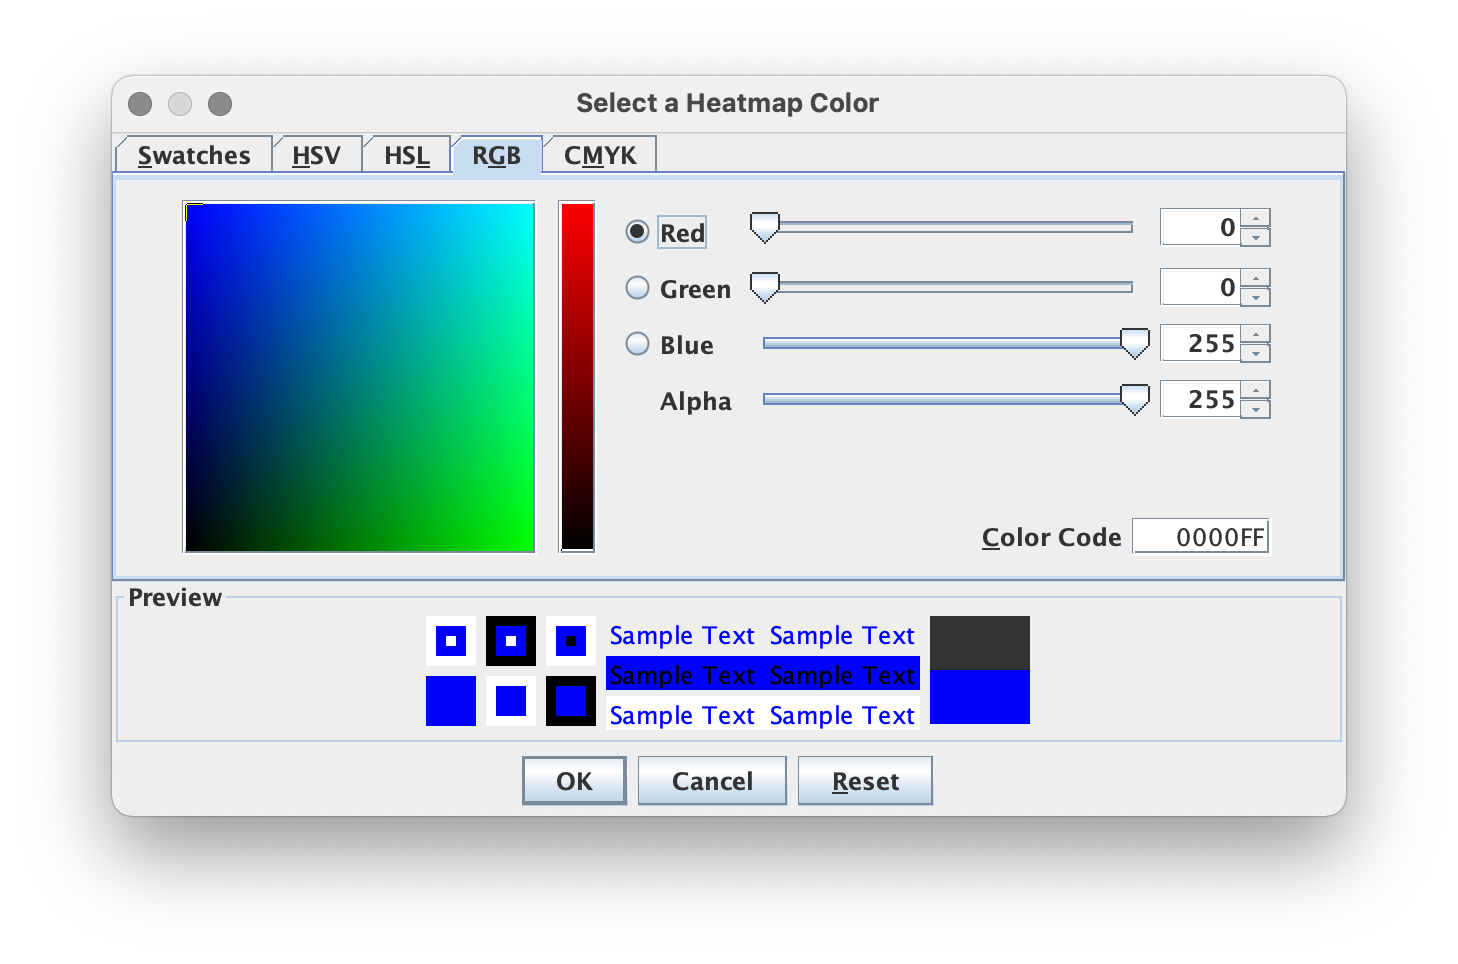 Select a Heatmap Color
Swatches HSV HSL RGB CMYK
Red 0
Green 0
Blue 255
Alpha 255
Color Code 0000FF
Preview
Sample Text Sample Text
Sample Text Sample Text
Sample Text Sample Text
OK Cancel Reset